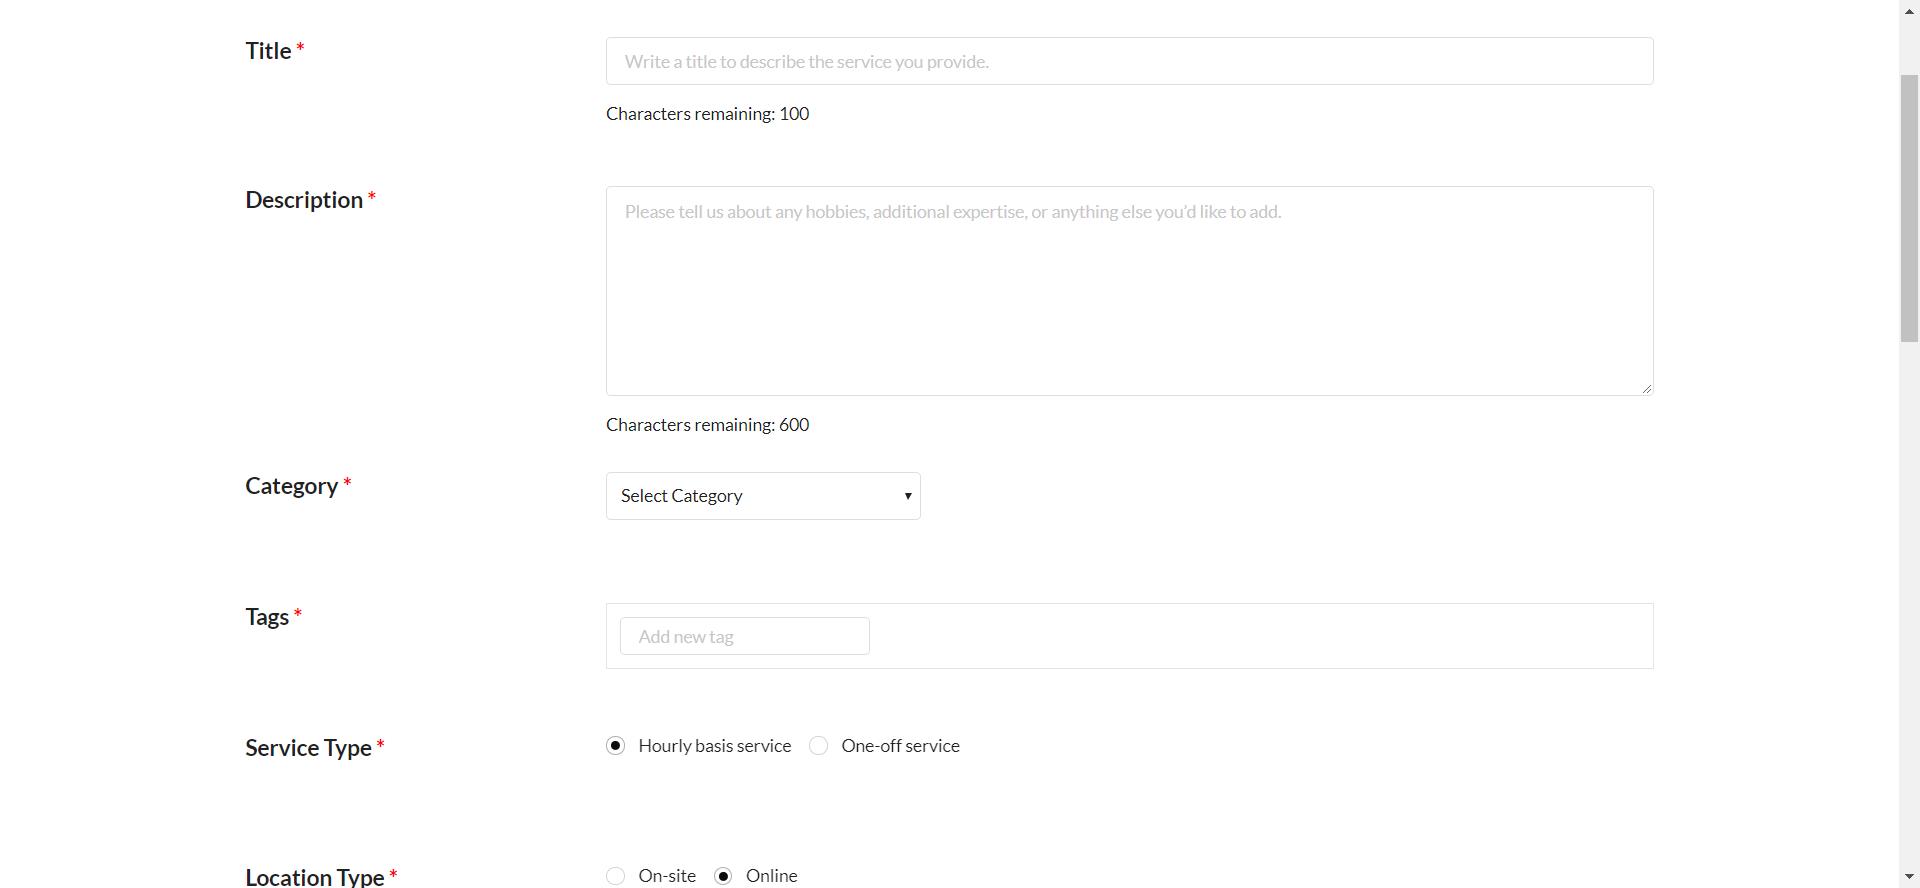 Title *
Write a title to describe the service you provide.
Characters remaining: 100
Description *
Please tell us about any hobbies, additional expertise, or anything else you'd like to add.
Characters remaining: 600
Category *
Select Category
Tags *
Add new tag
Service Type *
Hourly basis service One-off service
Location Type *
On-site Online